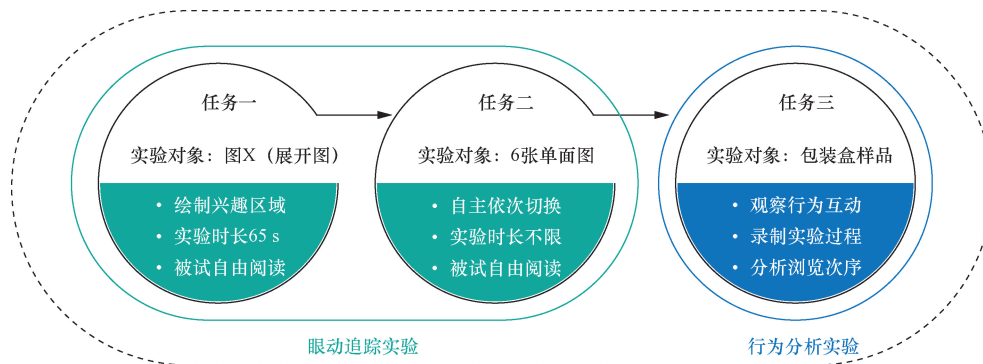 任务一
实验对象：图X（展开图）
• 绘制兴趣区域
• 实验时长65 s
• 被试自由阅读
任务二
实验对象：6张单面图
• 自主依次切换
• 实验时长不限
• 被试自由阅读
任务三
实验对象：包装盒样品
• 观察行为互动
• 录制实验过程
• 分析浏览次序
眼动追踪实验
行为分析实验